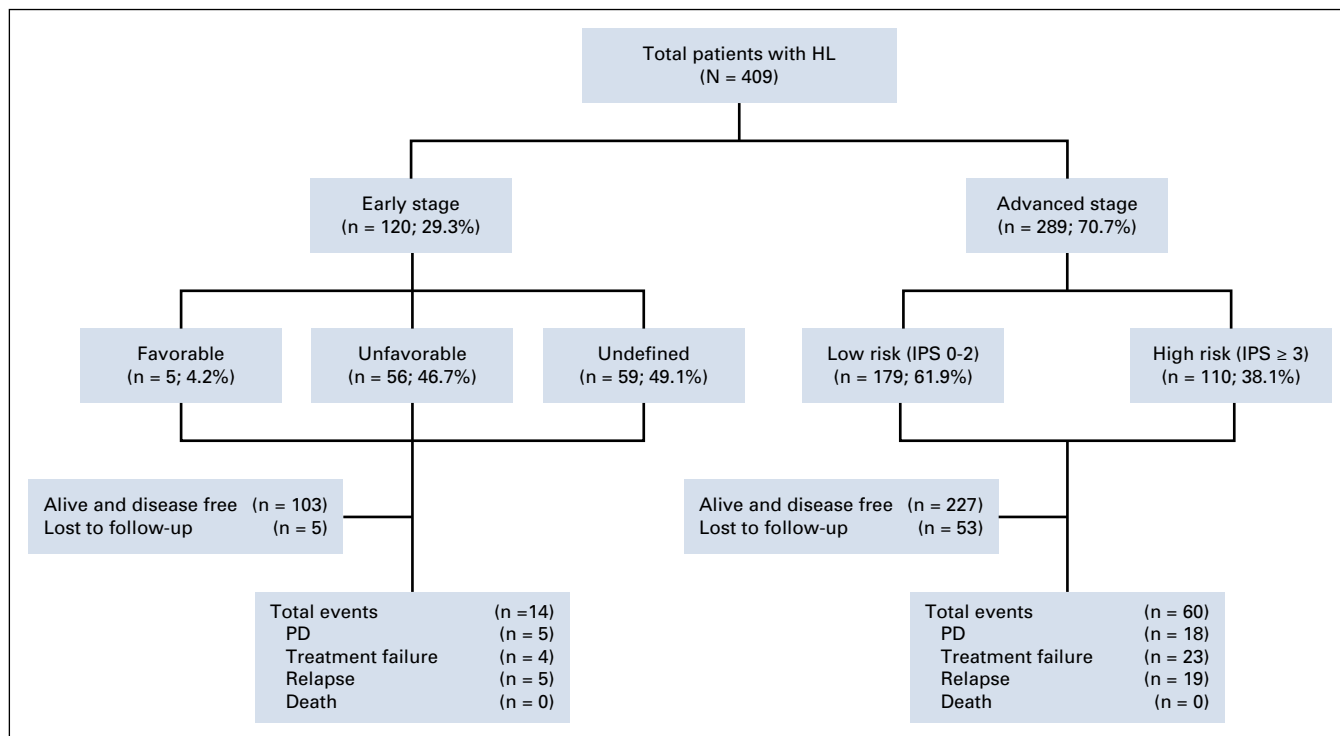 Total patients with HL
(N = 409)
Early stage
(n = 120; 29.3%)
Advanced stage
(n = 289; 70.7%)
Favorable
(n = 5; 4.2%)
Unfavorable
(n = 56; 46.7%)
Undefined
(n = 59; 49.1%)
Low risk (IPS 0-2)
(n = 179; 61.9%)
High risk (IPS ≥ 3)
(n = 110; 38.1%)
Alive and disease free (n = 103)
Lost to follow-up (n = 5)
Alive and disease free (n = 227)
Lost to follow-up (n = 53)
Total events (n =14)
PD (n = 5)
Treatment failure (n = 4)
Relapse (n = 5)
Death (n = 0)
Total events (n = 60)
PD (n = 18)
Treatment failure (n = 23)
Relapse (n = 19)
Death (n = 0)